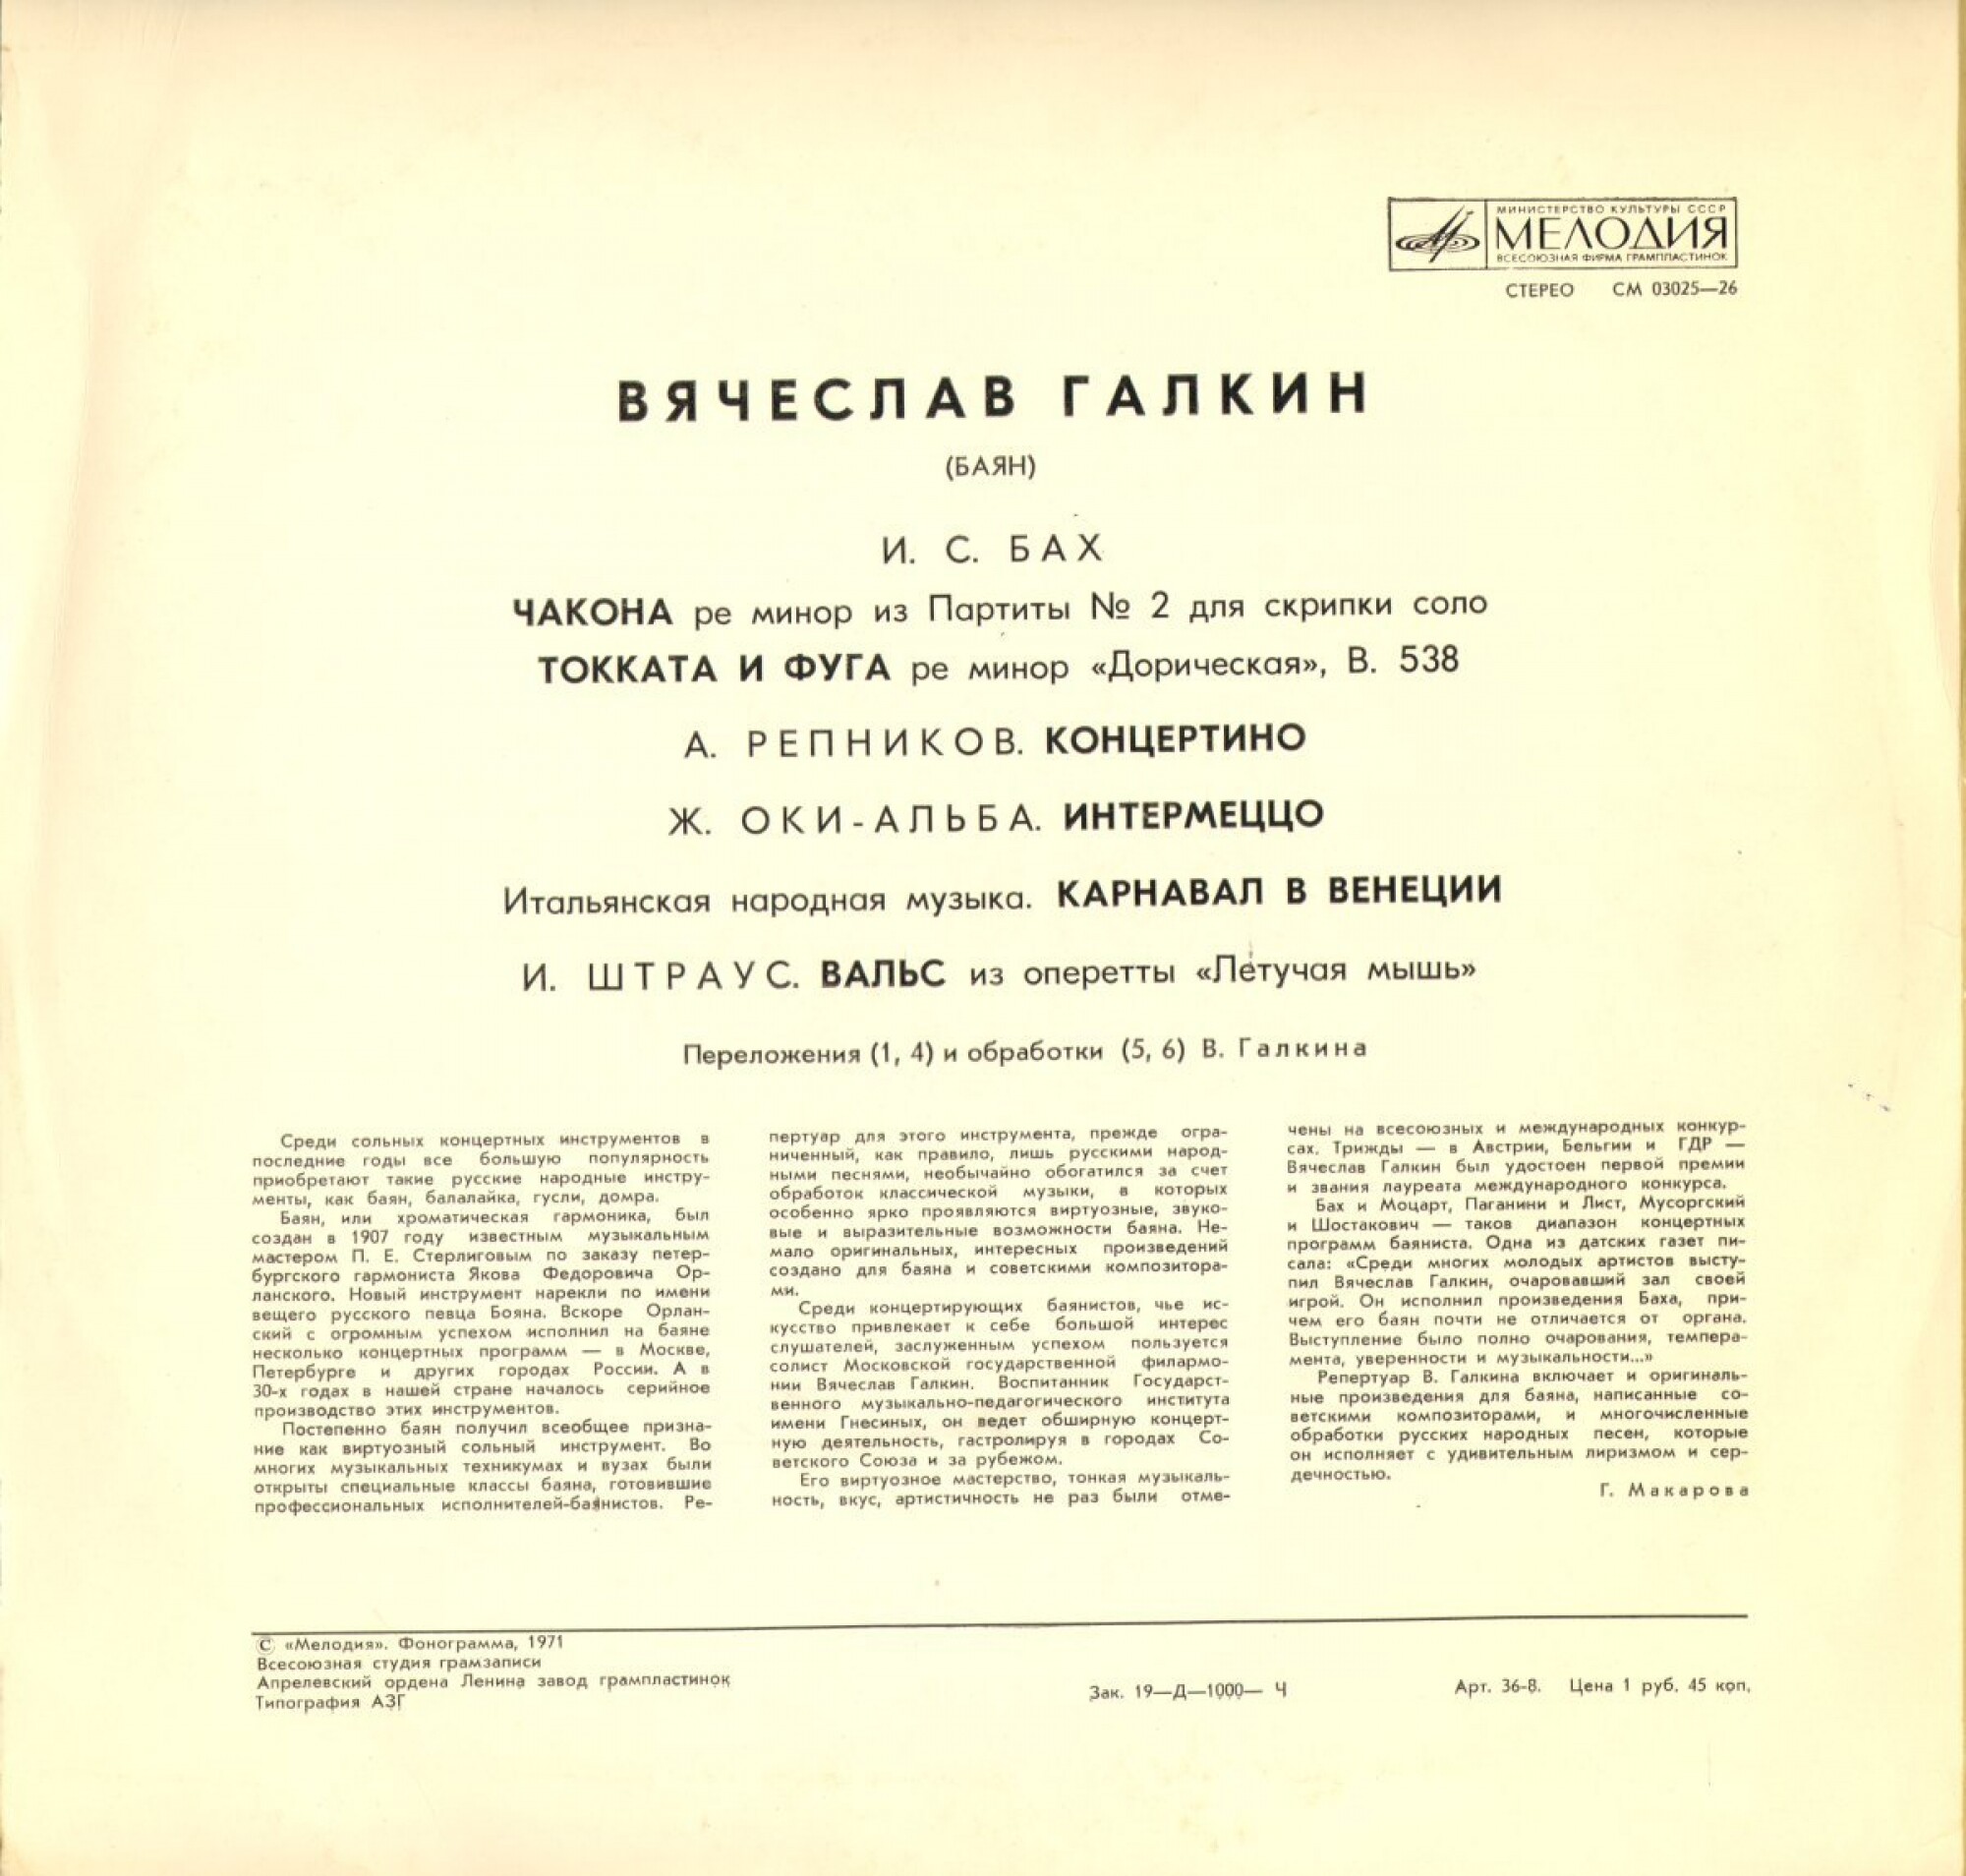 МИНИСТЕРСТВО КУЛЬТУРЫ СССР
МЕЛОДИЯ
ВСЕСОЮЗНАЯ ФИРМА ГРАМПЛАСТИНОК
СТЕРЕО СМ 03025—26
ВЯЧЕСЛАВ ГАЛКИН
(БАЯН)
И. С. БАХ
ЧАКОНА ре минор из Партиты № 2 для скрипки соло
ТОККАТА И ФУГА ре минор «Дорическая», В. 538
А. РЕПНИКОВ. КОНЦЕРТИНО
Ж. ОКИ-АЛЬБА. ИНТЕРМЕЦЦО
Итальянская народная музыка. КАРНАВАЛ В ВЕНЕЦИИ
И. ШТРАУС. ВАЛЬС из оперетты «Летучая мышь»
Переложения (1, 4) и обработки (5, 6) В. Галкина
Среди сольных концертных инструментов в
последние годы все большую популярность
приобретают такие русские народные инстру-
менты, как баян, балалайка, гусли, домра.
Баян, или хроматическая гармоника, был
создан в 1907 году известным музыкальным
мастером П. Е. Стерлиговым по заказу петер-
бургского гармониста Якова Федоровича Ор-
ланского. Новый инструмент нарекли по имени
вещего русского певца Бояна. Вскоре Орлан-
ский с огромным успехом исполнил на баяне
несколько концертных программ — в Москве,
Петербурге и других городах России. А в
30-х годах в нашей стране началось серийное
производство этих инструментов.
Постепенно баян получил всеобщее призна-
ние как виртуозный сольный инструмент. Во
многих музыкальных техникумах и вузах были
открыты специальные классы баяна, готовившие
профессиональных исполнителей-баянистов. Ре-
пертуар для этого инструмента, прежде огра-
ниченный, как правило, лишь русскими народ-
ными песнями, необычайно обогатился за счет
обработок классической музыки, в которых
особенно ярко проявляются виртуозные, звуко-
вые и выразительные возможности баяна. Не-
мало оригинальных, интересных произведений
создано для баяна и советскими композитора-
ми.
Среди концертирующих баянистов, чье ис-
кусство привлекает к себе большой интерес
слушателей, заслуженным успехом пользуется
солист Московской государственной филармо-
нии Вячеслав Галкин. Воспитанник Государст-
венного музыкально-педагогического института
имени Гнесиных, он ведет обширную концерт-
ную деятельность, гастролируя в городах Со-
ветского Союза и за рубежом.
Его виртуозное мастерство, тонкая музыкаль-
ность, вкус, артистичность не раз были отме-
чены на всесоюзных и международных конкур-
сах. Трижды — в Австрии, Бельгии и ГДР —
Вячеслав Галкин был удостоен первой премии
и звания лауреата международного конкурса.
Бах и Моцарт, Паганини и Лист, Мусоргский
и Шостакович — таков диапазон концертных
программ баяниста. Одна из датских газет пи-
сала: «Среди многих молодых артистов высту-
пил Вячеслав Галкин, очаровавший зал своей
игрой. Он исполнил произведения Баха, при-
чем его баян почти не отличается от органа.
Выступление было полно очарования, темпера-
мента, уверенности и музыкальности...»
Репертуар В. Галкина включает и оригиналь-
ные произведения для баяна, написанные со-
ветскими композиторами, и многочисленные
обработки русских народных песен, которые
он исполняет с удивительным лиризмом и сер-
дечностью.
Г. Макарова
© «Мелодия». Фонограмма, 1971
Всесоюзная студия грамзаписи
Апрелевский ордена Ленина завод грампластинок
Типография АЗГ
Зак. 19—Д—1000— Ч
Арт. 36-8. Цена 1 руб. 45 коп.